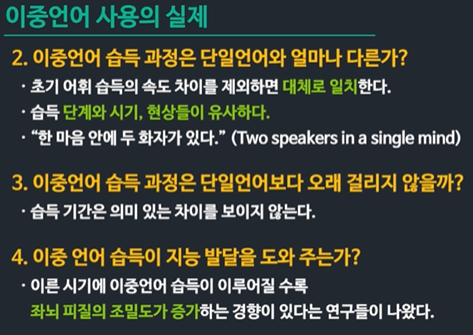 이중언어 사용의 실제
2. 이중언어 습득 과정은 단일언어와 얼마나 다른가?
· 초기 어휘 습득의 속도 차이를 제외하면 대체로 일치한다.
· 습득 단계와 시기, 현상들이 유사하다.
· “한 마음 안에 두 화자가 있다.” (Two speakers in a single mind)
3. 이중언어 습득 과정은 단일언어보다 오래 걸리지 않을까?
· 습득 기간은 의미 있는 차이를 보이지 않는다.
4. 이중 언어 습득이 지능 발달을 도와 주는가?
· 이른 시기에 이중언어 습득이 이루어질 수록
좌뇌 피질의 조밀도가 증가하는 경향이 있다는 연구들이 나왔다.